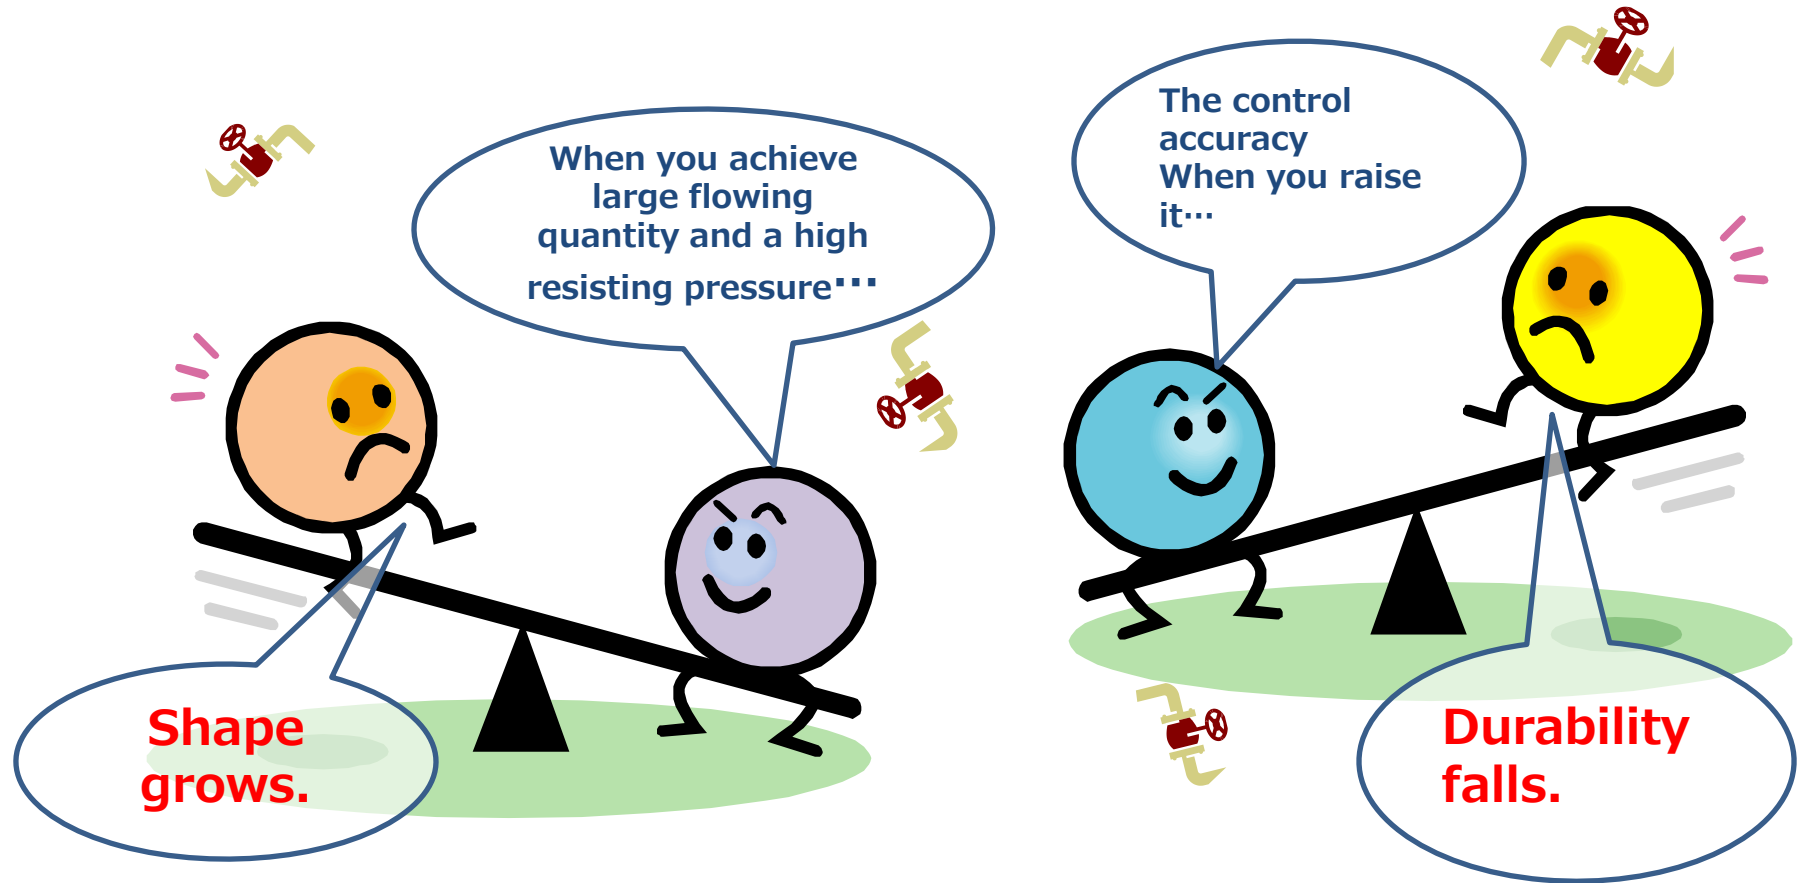 When you achieve
large flowing
quantity and a high
resisting pressure⋯
Shape
grows.
The control
accuracy
When you raise
it⋯
Durability
falls.